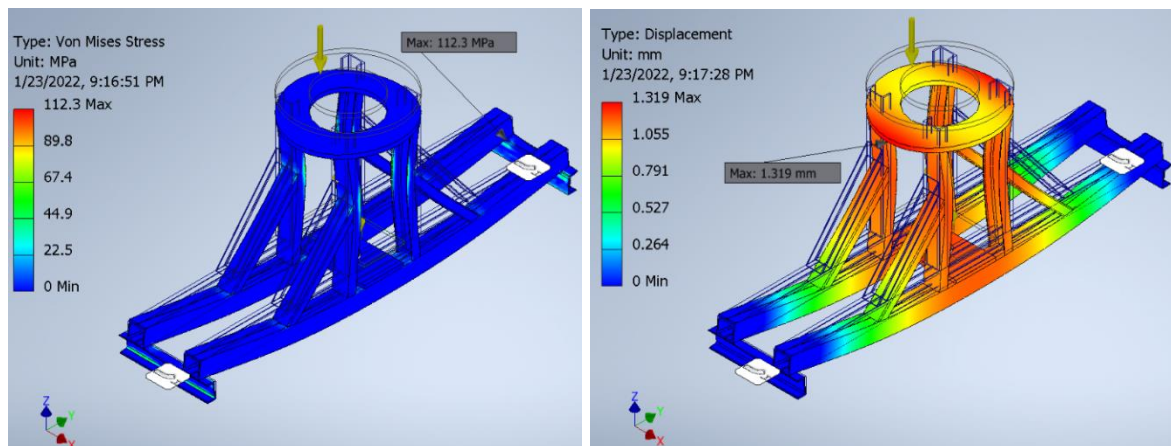 Type: Von Mises Stress
Unit: MPa
1/23/2022, 9:16:51 PM
112.3 Max
89.8
67.4
44.9
22.5
0 Min
Max: 112.3 MPa
Z
Y
X
Type: Displacement
Unit: mm
1/23/2022, 9:17:28 PM
1.319 Max
1.055
0.791
0.527
0.264
0 Min
Max: 1.319 mm
Z
Y
X